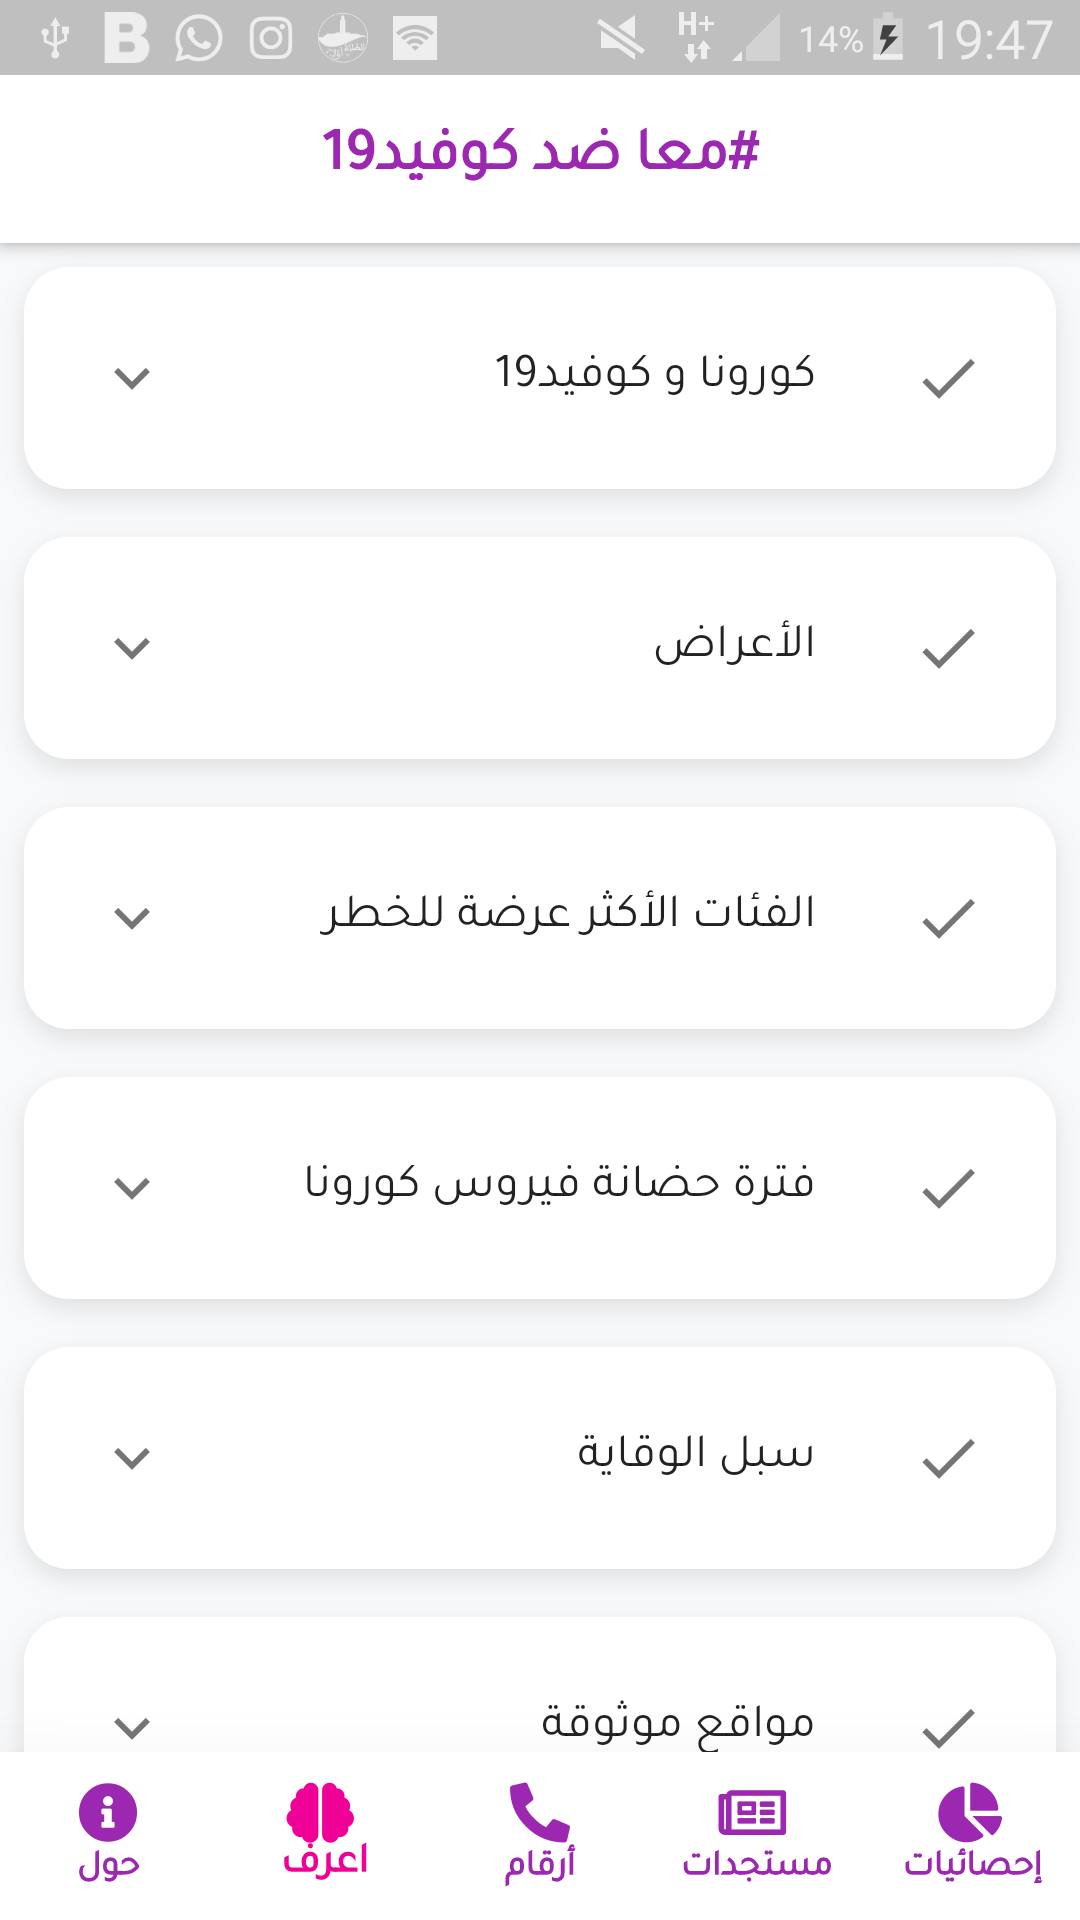 H+
14%
19:47
#معا ضد كوفيد19
كورونا و كوفيد19
الأعراض
الفئات الأكثر عرضة للخطر
فترة حضانة فيروس كورونا
سبل الوقاية
مواقع موثوقة
إحصائيات
مستجدات
أرقام
اعرف
حول